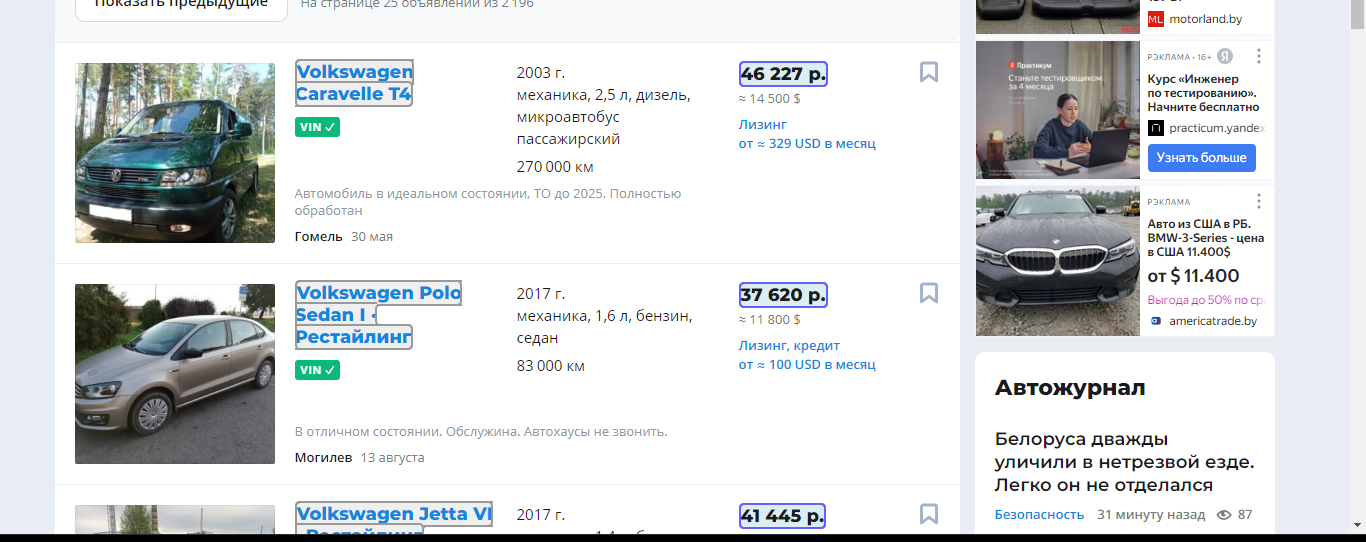 Показать предыдущие
На странице 25 объявлений из 2 196
Volkswagen
Caravelle T4
VIN ✓
2003 г.
механика, 2,5 л, дизель,
микроавтобус
пассажирский
270 000 км
46 227 р.
≈ 14 500 $
Лизинг
от ≈ 329 USD в месяц
Автомобиль в идеальном состоянии, ТО до 2025. Полностью
обработан
Гомель 30 мая
Volkswagen Polo
Sedan I ·
Рестайлинг
VIN ✓
2017 г.
механика, 1,6 л, бензин,
седан
83 000 км
37 620 р.
≈ 11 800 $
Лизинг, кредит
от ≈ 100 USD в месяц
В отличном состоянии. Обслужина. Автохаусы не звонить.
Могилев 13 августа
Volkswagen Jetta VI
· Рестайлинг
2017 г.
41 445 р.
ML motorland.by
РЭКЛАМА • 16+ Я
Практикум
Станьте тестировщиком
за 4 месяца
Курс «Инженер
по тестированию».
Начните бесплатно
practicum.yandex
Узнать больше
РЭКЛАМА
Авто из США в РБ.
BMW-3-Series - цена
в США 11.400$
от $ 11.400
Выгода до 50% по ср
americatrade.by
Автожурнал
Белоруса дважды
уличили в нетрезвой езде.
Легко он не отделался
Безопасность 31 минуту назад 87